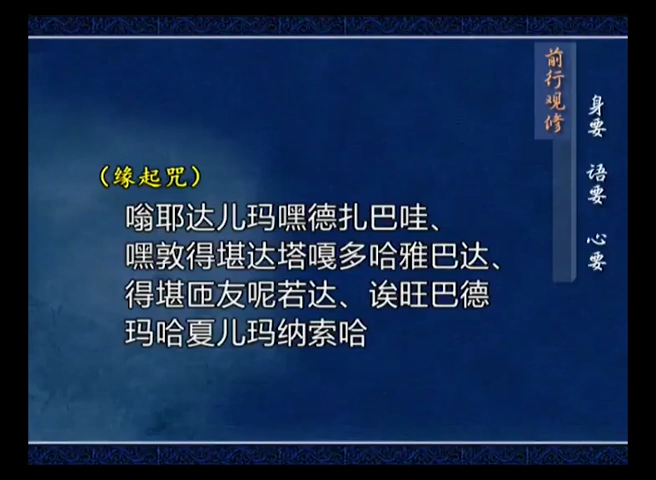 前行观修
身要 语要 心要
（缘起咒）
嗡耶达儿玛嘿德扎巴哇、
嘿敦得堪达塔嘎多哈雅巴达、
得堪匝友呢若达、诶旺巴德
玛哈夏儿玛纳索哈